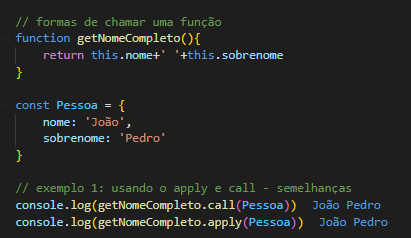 // formas de chamar uma função
function getNomeCompleto(){
    return this.nome+' '+this.sobrenome
}
const Pessoa = {
    nome: 'João',
    sobrenome: 'Pedro'
}
// exemplo 1: usando o apply e call - semelhanças
console.log(getNomeCompleto.call(Pessoa))  João Pedro
console.log(getNomeCompleto.apply(Pessoa))  João Pedro